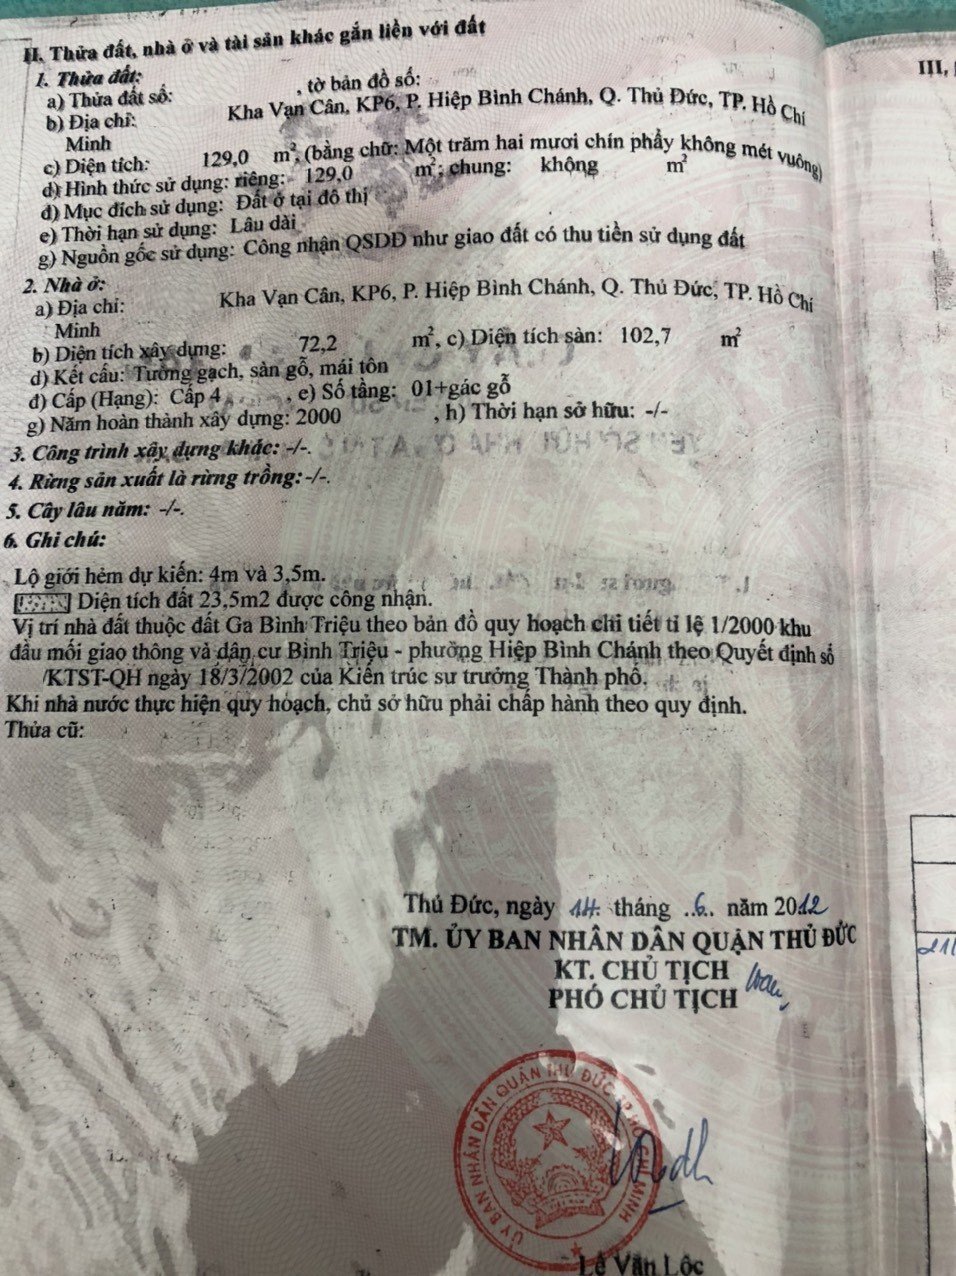 II. Thửa đất, nhà ở và tài sản khác gắn liền với đất
1. Thửa đất:
a) Thửa đất số: , tờ bản đồ số:
b) Địa chỉ: Kha Vạn Cân, KP6, P. Hiệp Bình Chánh, Q. Thủ Đức, TP. Hồ Chí
Minh
c) Diện tích: 129,0 m², (bằng chữ: Một trăm hai mươi chín phẩy không mét vuông)
d) Hình thức sử dụng: riêng: 129,0 m²; chung: không m²
đ) Mục đích sử dụng: Đất ở tại đô thị
e) Thời hạn sử dụng: Lâu dài
g) Nguồn gốc sử dụng: Công nhận QSDĐ như giao đất có thu tiền sử dụng đất
2. Nhà ở:
a) Địa chỉ: Kha Vạn Cân, KP6, P. Hiệp Bình Chánh, Q. Thủ Đức, TP. Hồ Chí
Minh
b) Diện tích xây dựng: 72,2 m², c) Diện tích sàn: 102,7 m²
d) Kết cấu: Tường gạch, sàn gỗ, mái tôn
đ) Cấp (Hạng): Cấp 4 , e) Số tầng: 01+gác gỗ
g) Năm hoàn thành xây dựng: 2000 , h) Thời hạn sở hữu: -/-
3. Công trình xây dựng khác: -/-.
4. Rừng sản xuất là rừng trồng: -/-.
5. Cây lâu năm: -/-.
6. Ghi chú:
Lộ giới hẻm dự kiến: 4m và 3,5m.
Diện tích đất 23,5m2 được công nhận.
Vị trí nhà đất thuộc đất Ga Bình Triệu theo bản đồ quy hoạch chi tiết tỉ lệ 1/2000 khu
đầu mối giao thông và dân cư Bình Triệu - phường Hiệp Bình Chánh theo Quyết định số
/KTST-QH ngày 18/3/2002 của Kiến trúc sư trưởng Thành phố.
Khi nhà nước thực hiện quy hoạch, chủ sở hữu phải chấp hành theo quy định.
Thửa cũ:
Thủ Đức, ngày 14. tháng ..6.. năm 2012
TM. ỦY BAN NHÂN DÂN QUẬN THỦ ĐỨC
KT. CHỦ TỊCH
PHÓ CHỦ TỊCH
ỦY BAN NHÂN DÂN QUẬN THỦ ĐỨC TP. HỒ CHÍ MINH
Lê Văn Lộc
III,